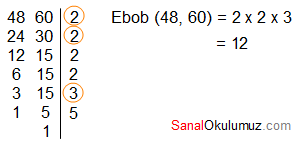 48 60 2 Ebob (48, 60) = 2 x 2 x 3
24 30 2 = 12
12 15 2
6 15 2
3 15 3
1 5 5
1
SanalOkulumuz.com